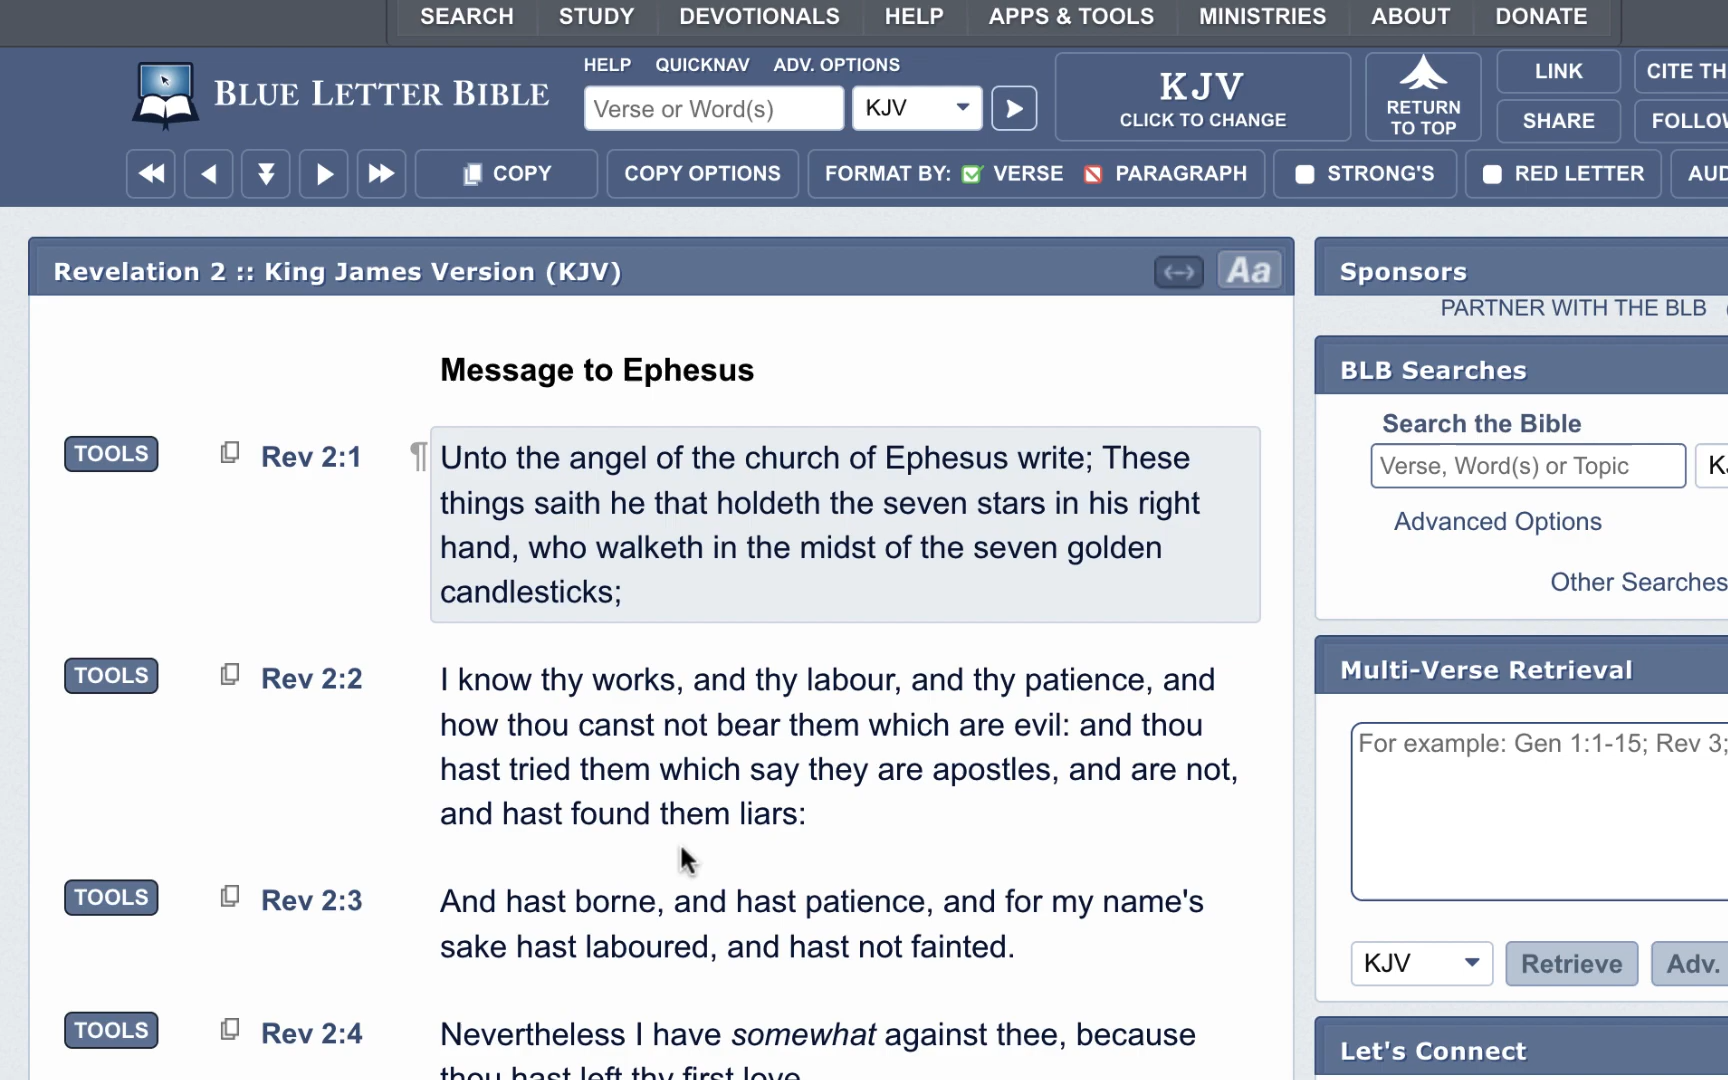 SEARCH STUDY DEVOTIONALS HELP APPS & TOOLS MINISTRIES ABOUT DONATE
BLUE LETTER BIBLE
HELP QUICKNAV ADV. OPTIONS
Verse or Word(s) KJV
KJV
CLICK TO CHANGE
RETURN
TO TOP
LINK
SHARE
CITE TH
FOLLOW
COPY COPY OPTIONS FORMAT BY: VERSE PARAGRAPH STRONG'S RED LETTER AUD
Revelation 2 :: King James Version (KJV) Aa
Message to Ephesus
TOOLS Rev 2:1 ¶ Unto the angel of the church of Ephesus write; These
things saith he that holdeth the seven stars in his right
hand, who walketh in the midst of the seven golden
candlesticks;
TOOLS Rev 2:2 I know thy works, and thy labour, and thy patience, and
how thou canst not bear them which are evil: and thou
hast tried them which say they are apostles, and are not,
and hast found them liars:
TOOLS Rev 2:3 And hast borne, and hast patience, and for my name's
sake hast laboured, and hast not fainted.
TOOLS Rev 2:4 Nevertheless I have somewhat against thee, because
thou hast left thy first love.
Sponsors
PARTNER WITH THE BLB
BLB Searches
Search the Bible
Verse, Word(s) or Topic
Advanced Options
Other Searches
Multi-Verse Retrieval
For example: Gen 1:1-15; Rev 3;
KJV Retrieve Adv.
Let's Connect